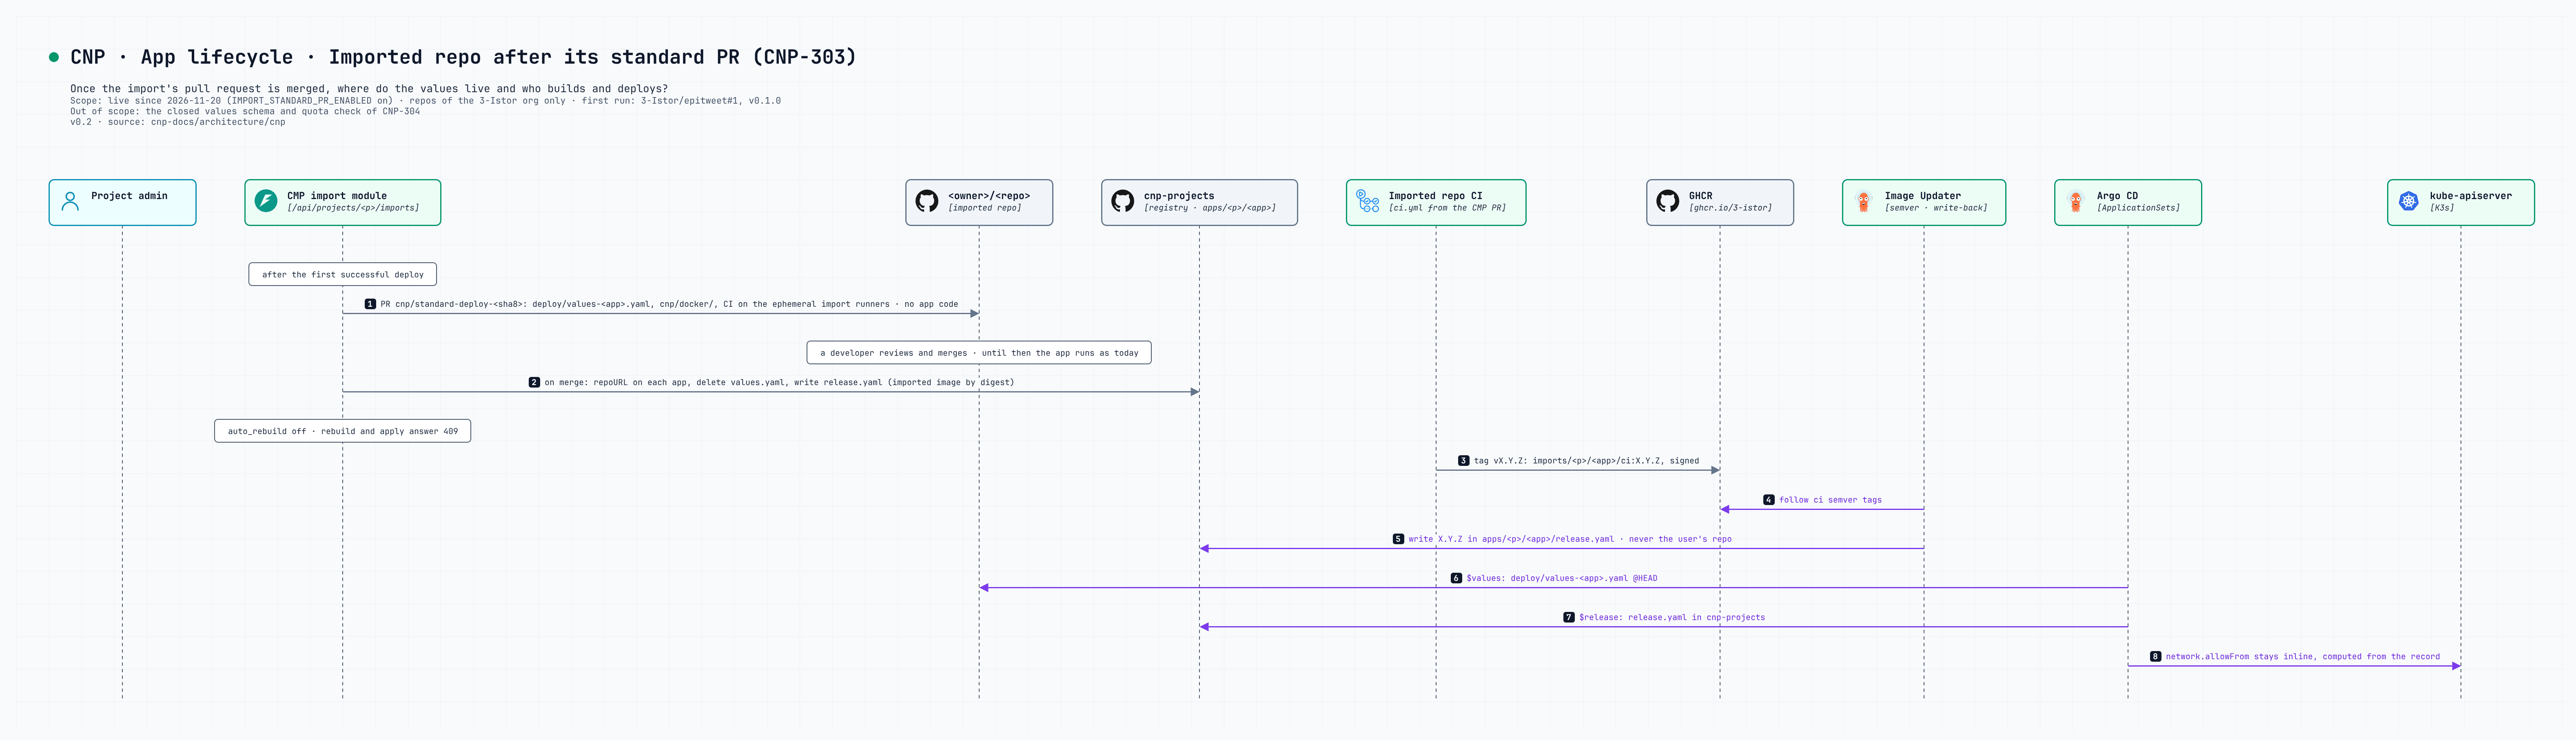 CNP · App lifecycle · Imported repo after its standard PR (CNP-303)
Once the import's pull request is merged, where do the values live and who builds and deploys?
Scope: live since 2026-11-20 (IMPORT_STANDARD_PR_ENABLED on) · repos of the 3-Istor org only · first run: 3-Istor/epitweet#1, v0.1.0
Out of scope: the closed values schema and quota check of CNP-304
v0.2 · source: cnp-docs/architecture/cnp
Project admin
CMP import module
[/api/projects/<p>/imports]
<owner>/<repo>
[imported repo]
cnp-projects
[registry · apps/<p>/<app>]
Imported repo CI
[ci.yml from the CMP PR]
GHCR
[ghcr.io/3-istor]
Image Updater
[semver · write-back]
Argo CD
[ApplicationSets]
kube-apiserver
[K3s]
after the first successful deploy
1 PR cnp/standard-deploy-<sha8>: deploy/values-<app>.yaml, cnp/docker/, CI on the ephemeral import runners · no app code
a developer reviews and merges · until then the app runs as today
2 on merge: repoURL on each app, delete values.yaml, write release.yaml (imported image by digest)
auto_rebuild off · rebuild and apply answer 409
3 tag vX.Y.Z: imports/<p>/<app>/ci:X.Y.Z, signed
4 follow ci semver tags
5 write X.Y.Z in apps/<p>/<app>/release.yaml · never the user's repo
6 $values: deploy/values-<app>.yaml @HEAD
7 $release: release.yaml in cnp-projects
8 network.allowFrom stays inline, computed from the record